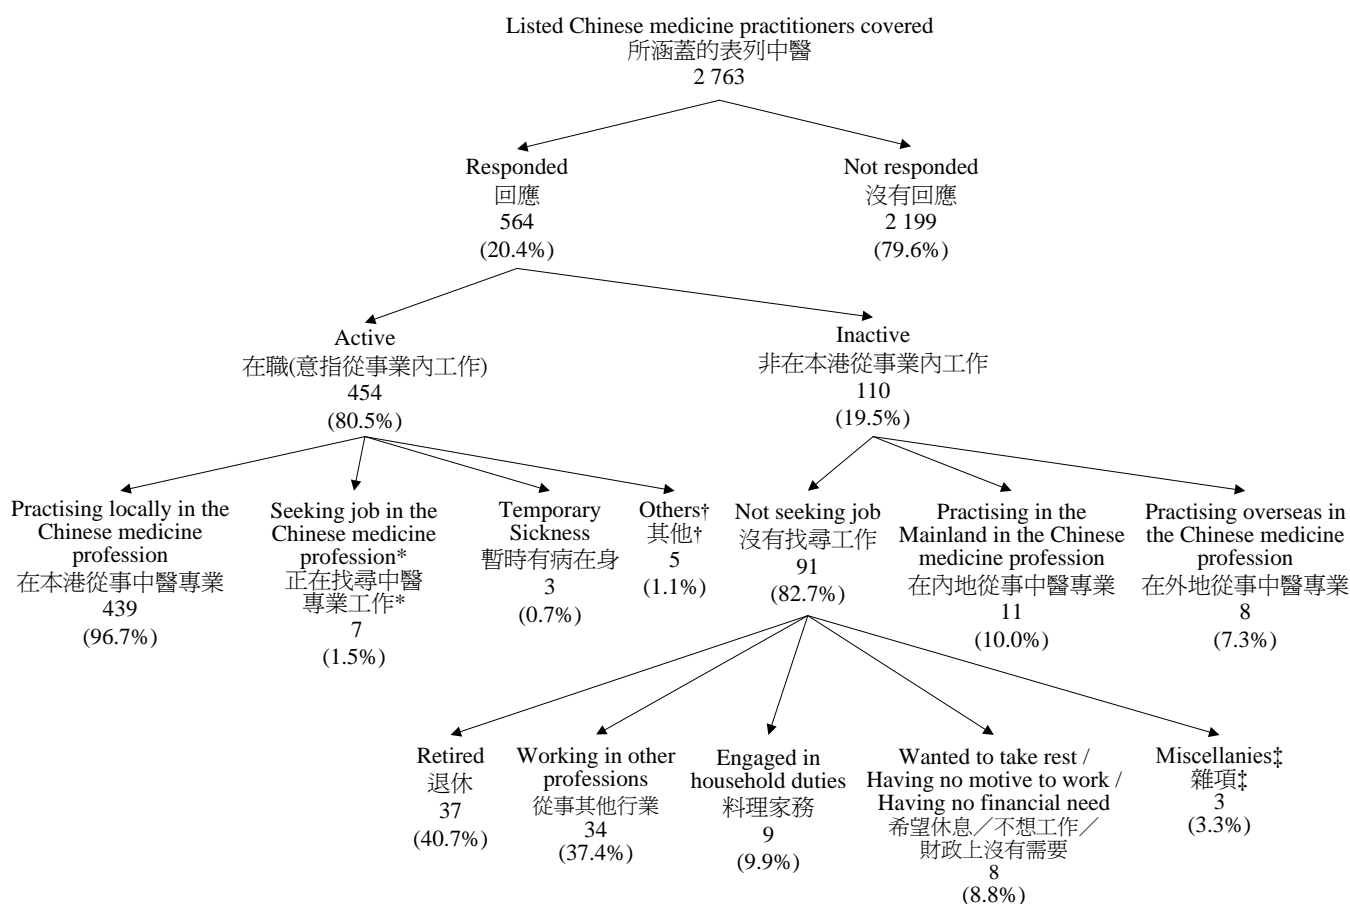 Listed Chinese medicine practitioners covered
所涵蓋的表列中醫
2 763
Responded
回應
564
(20.4%)
Not responded
沒有回應
2 199
(79.6%)
Active
在職(意指從事業內工作)
454
(80.5%)
Inactive
非在本港從事業內工作
110
(19.5%)
Practising locally in the
Chinese medicine
profession
在本港從事中醫專業
439
(96.7%)
Seeking job in the
Chinese medicine
profession*
正在找尋中醫
專業工作*
7
(1.5%)
Temporary
Sickness
暫時有病在身
3
(0.7%)
Others†
其他†
5
(1.1%)
Not seeking job
沒有找尋工作
91
(82.7%)
Practising in the
Mainland in the Chinese
medicine profession
在內地從事中醫專業
11
(10.0%)
Practising overseas in
the Chinese medicine
profession
在外地從事中醫專業
8
(7.3%)
Retired
退休
37
(40.7%)
Working in other
professions
從事其他行業
34
(37.4%)
Engaged in
household duties
料理家務
9
(9.9%)
Wanted to take rest /
Having no motive to work /
Having no financial need
希望休息／不想工作／
財政上沒有需要
8
(8.8%)
Miscellanies‡
雜項‡
3
(3.3%)